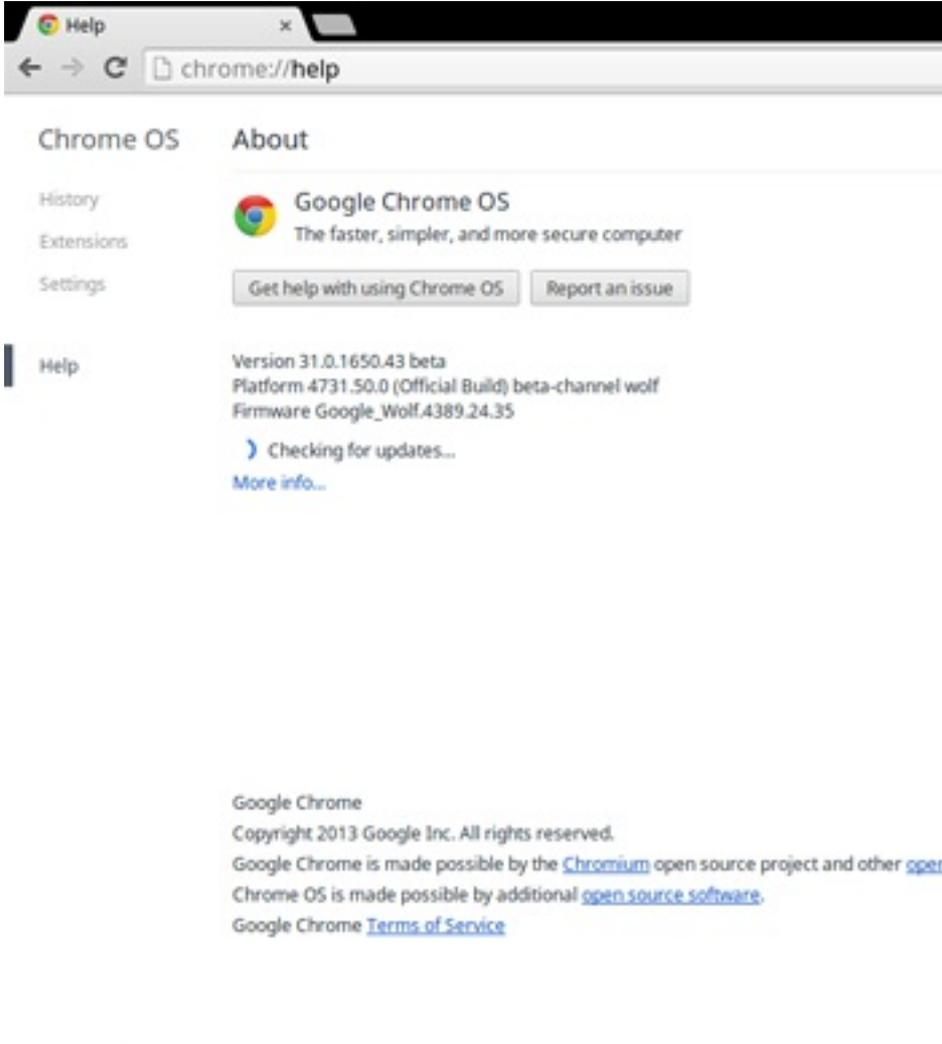 Help
chrome://help
Chrome OS
About
History
Extensions
Settings
Help
Google Chrome OS
The faster, simpler, and more secure computer
Get help with using Chrome OS
Report an issue
Version 31.0.1650.43 beta
Platform 4731.50.0 (Official Build) beta-channel wolf
Firmware Google_Wolf.4389.24.35
Checking for updates...
More info...
Google Chrome
Copyright 2013 Google Inc. All rights reserved.
Google Chrome is made possible by the Chromium open source project and other open
Chrome OS is made possible by additional open source software.
Google Chrome Terms of Service